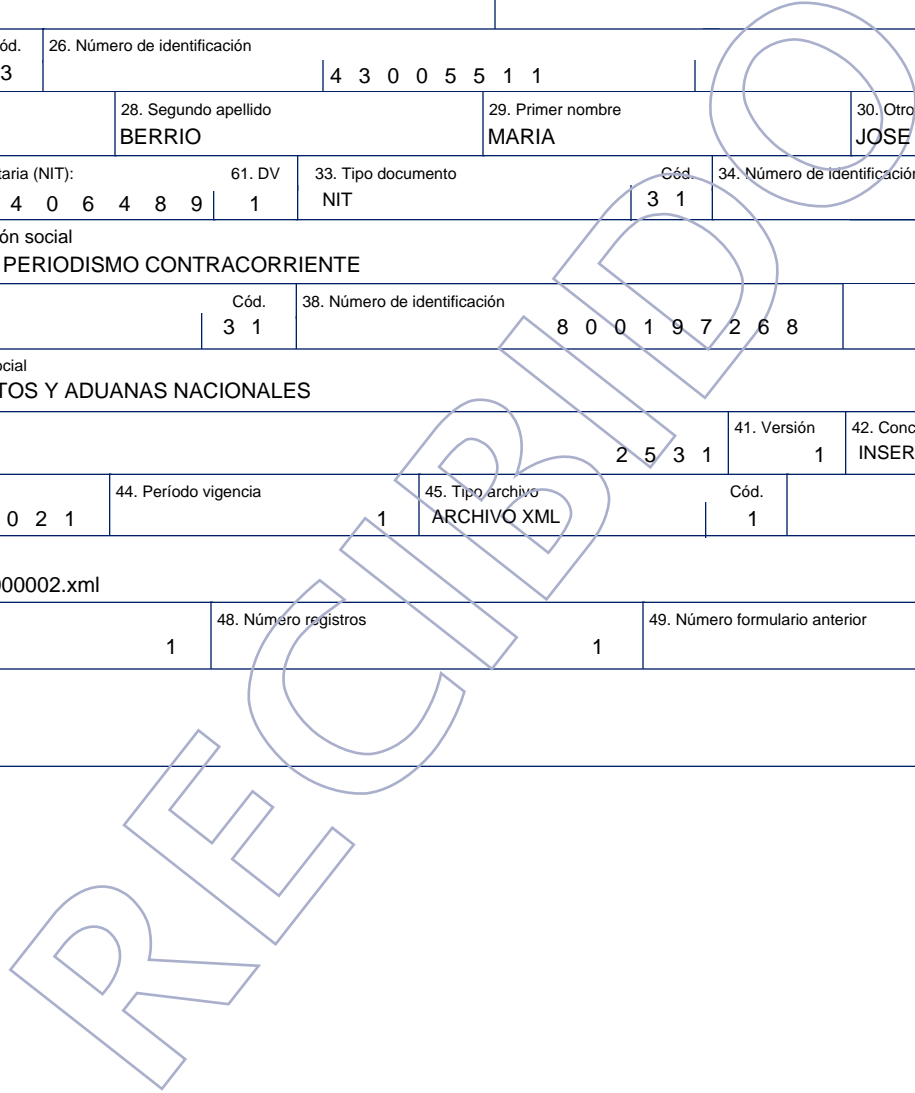 ód. 26. Número de identificación
3 4 3 0 0 5 5 1 1
28. Segundo apellido 29. Primer nombre 30. Otro
BERRIO MARIA JOSE
taria (NIT): 61. DV 33. Tipo documento Cód. 34. Número de identificación
4 0 6 4 8 9 1 NIT 3 1
ón social
PERIODISMO CONTRACORRIENTE
Cód. 38. Número de identificación
3 1 8 0 0 1 9 7 2 6 8
ocial
TOS Y ADUANAS NACIONALES
41. Versión 42. Conc
2 5 3 1 1 INSER
44. Período vigencia 45. Tipo archivo Cód.
0 2 1 1 ARCHIVO XML 1
000002.xml
48. Número registros 49. Número formulario anterior
1 1
RECIBIDO